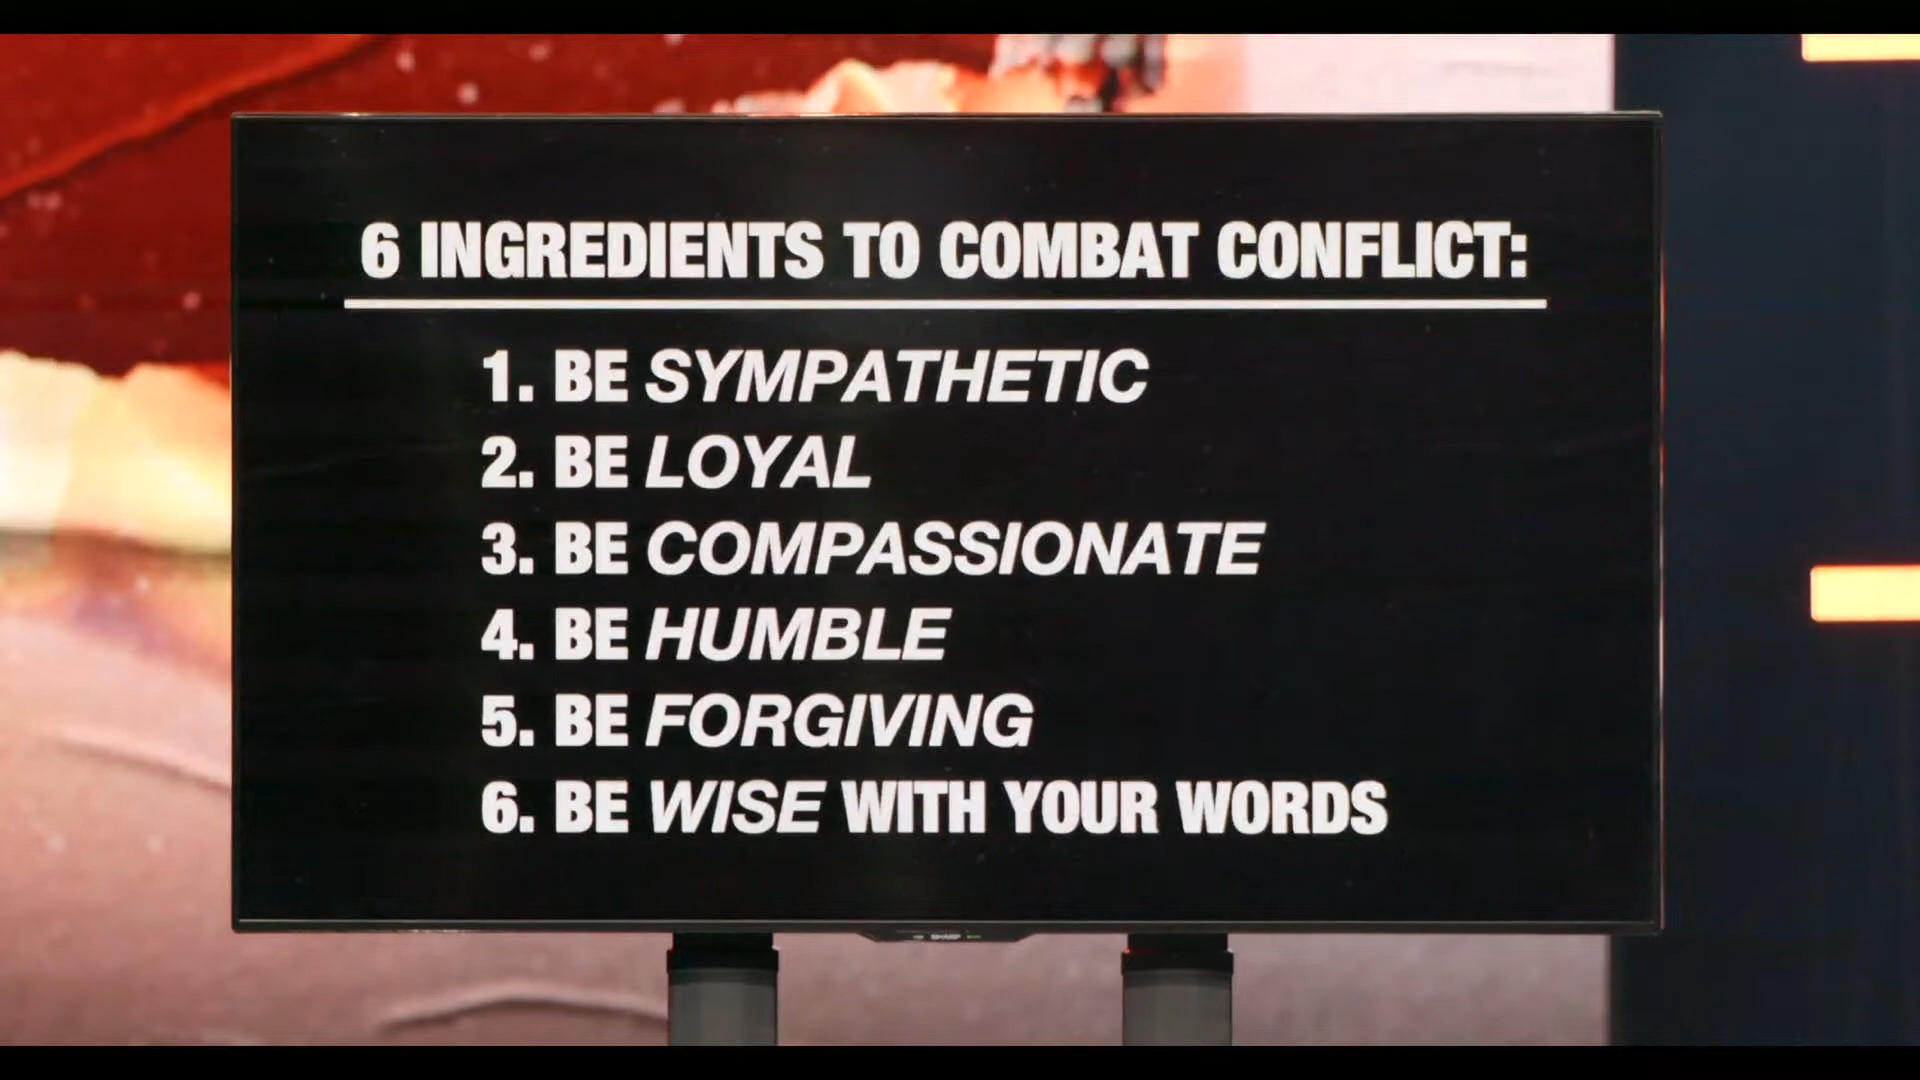 6 INGREDIENTS TO COMBAT CONFLICT:
1. BE SYMPATHETIC
2. BE LOYAL
3. BE COMPASSIONATE
4. BE HUMBLE
5. BE FORGIVING
6. BE WISE WITH YOUR WORDS
SHARP